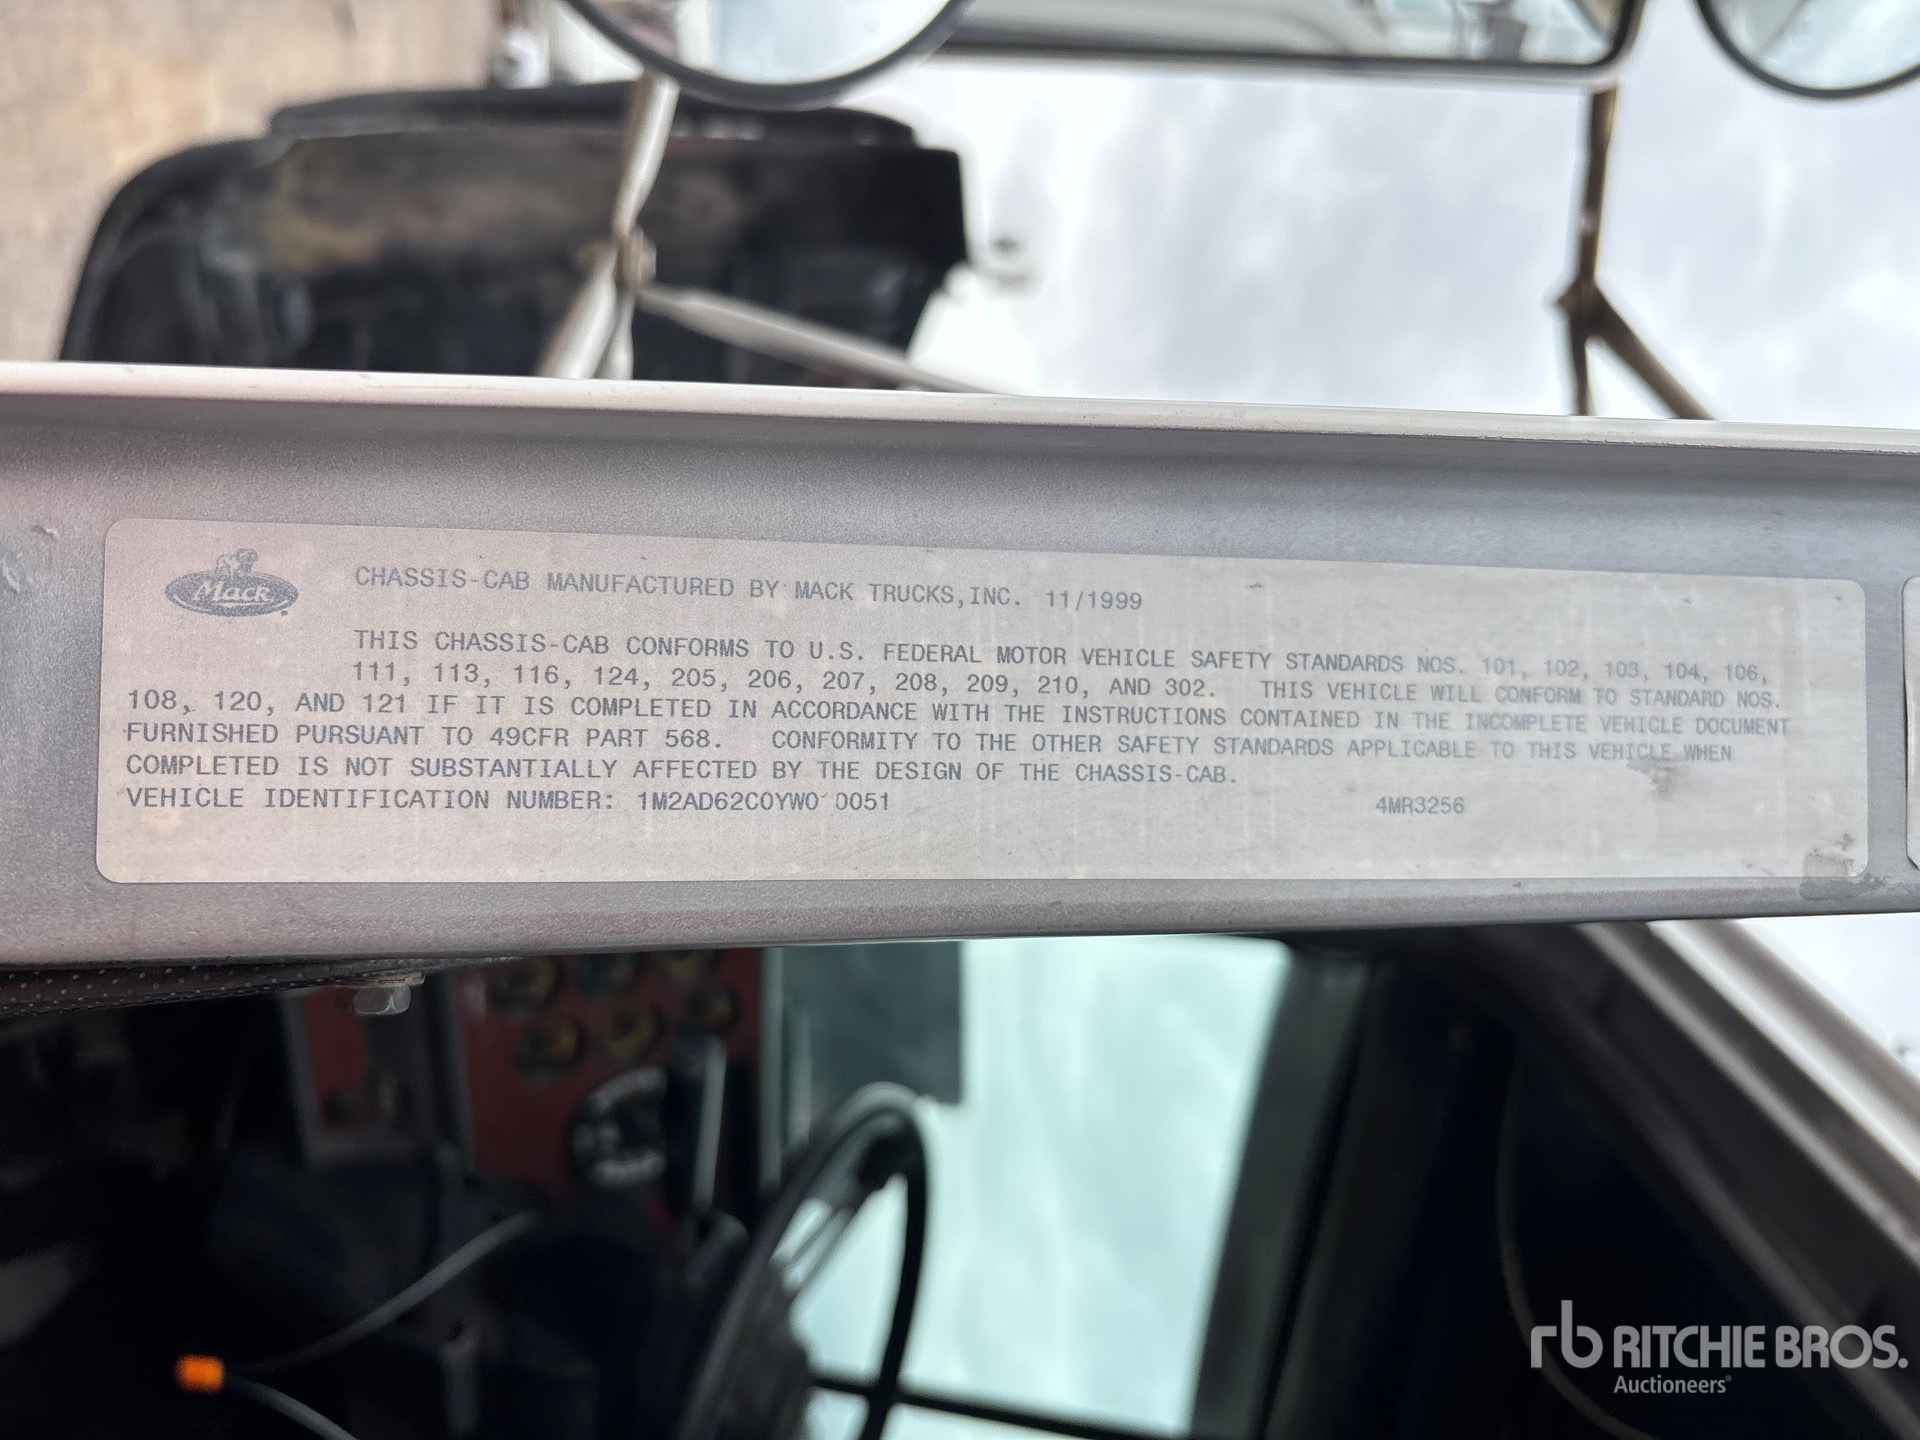 Mack
CHASSIS-CAB MANUFACTURED BY MACK TRUCKS, INC. 11/1999
THIS CHASSIS-CAB CONFORMS TO U.S. FEDERAL MOTOR VEHICLE SAFETY STANDARDS NOS. 101, 102, 103, 104, 106,
111, 113, 116, 124, 205, 206, 207, 208, 209, 210, AND 302. THIS VEHICLE WILL CONFORM TO STANDARD NOS.
108, 120, AND 121 IF IT IS COMPLETED IN ACCORDANCE WITH THE INSTRUCTIONS CONTAINED IN THE INCOMPLETE VEHICLE DOCUMENT
FURNISHED PURSUANT TO 49CFR PART 568. CONFORMITY TO THE OTHER SAFETY STANDARDS APPLICABLE TO THIS VEHICLE WHEN
COMPLETED IS NOT SUBSTANTIALLY AFFECTED BY THE DESIGN OF THE CHASSIS-CAB.
VEHICLE IDENTIFICATION NUMBER: 4MR3256
rb RITCHIE BROS.
Auctioneers